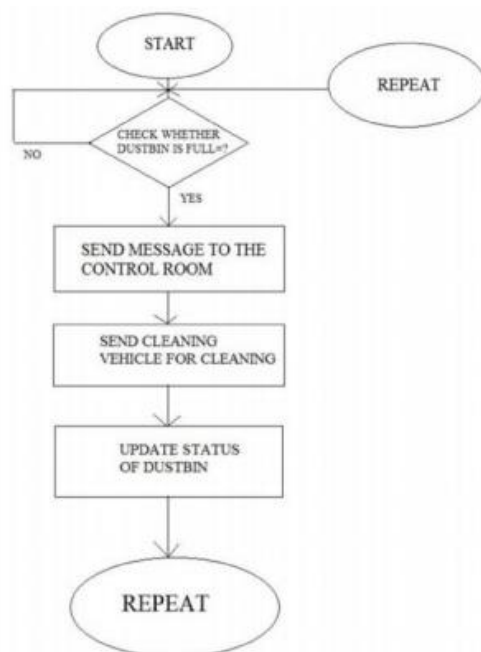 START
REPEAT
CHECK WHETHER
DUSTBIN IS FULL=?
NO
YES
SEND MESSAGE TO THE
CONTROL ROOM
SEND CLEANING
VEHICLE FOR CLEANING
UPDATE STATUS
OF DUSTBIN
REPEAT